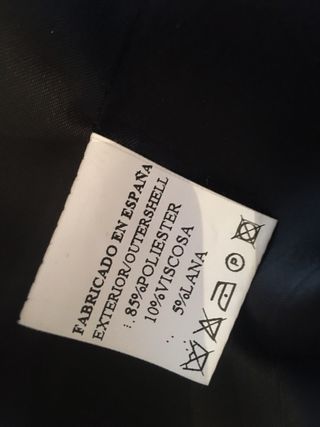 FABRICADO EN ESPAÑA
EXTERIOR/OUTERSHELL
85%POLIESTER
10%VISCOSA
5%LANA
P